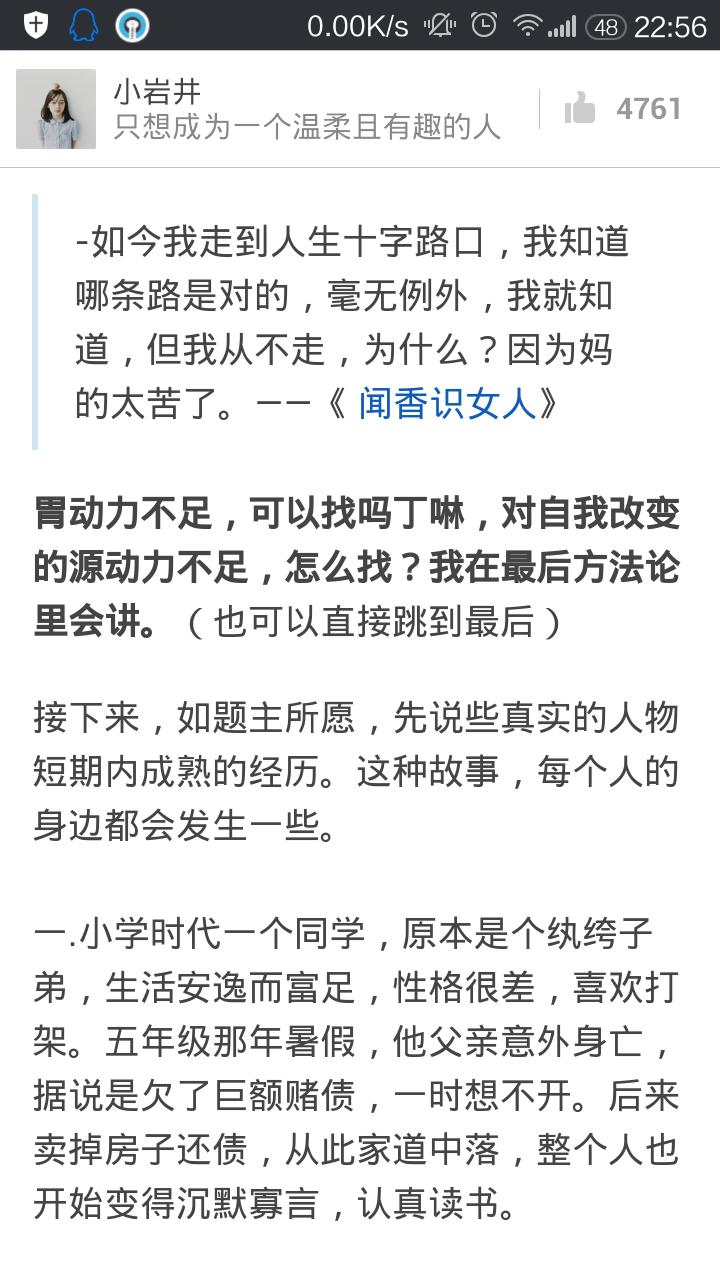 0.00K/s 48 22:56
小岩井
只想成为一个温柔且有趣的人
4761
-如今我走到人生十字路口，我知道
哪条路是对的，毫无例外，我就知
道，但我从不走，为什么？因为妈
的太苦了。——《 闻香识女人》
胃动力不足，可以找吗丁啉，对自我改变
的源动力不足，怎么找？我在最后方法论
里会讲。（也可以直接跳到最后）
接下来，如题主所愿，先说些真实的人物
短期内成熟的经历。这种故事，每个人的
身边都会发生一些。
一.小学时代一个同学，原本是个纨绔子
弟，生活安逸而富足，性格很差，喜欢打
架。五年级那年暑假，他父亲意外身亡，
据说是欠了巨额赌债，一时想不开。后来
卖掉房子还债，从此家道中落，整个人也
开始变得沉默寡言，认真读书。